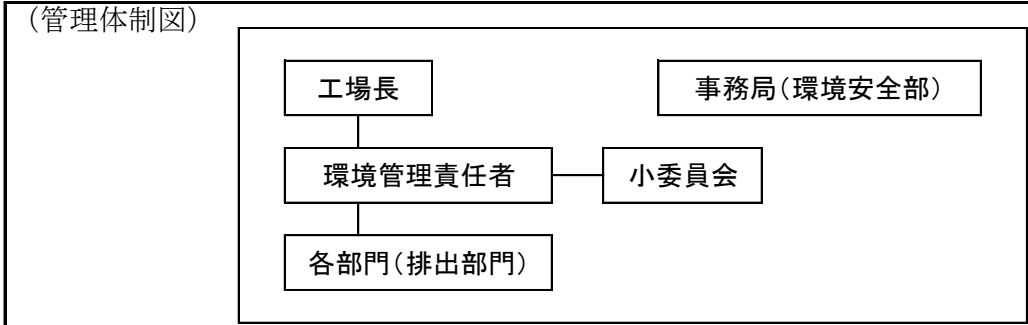 （管理体制図）
工場長
事務局（環境安全部）
環境管理責任者
小委員会
各部門（排出部門）